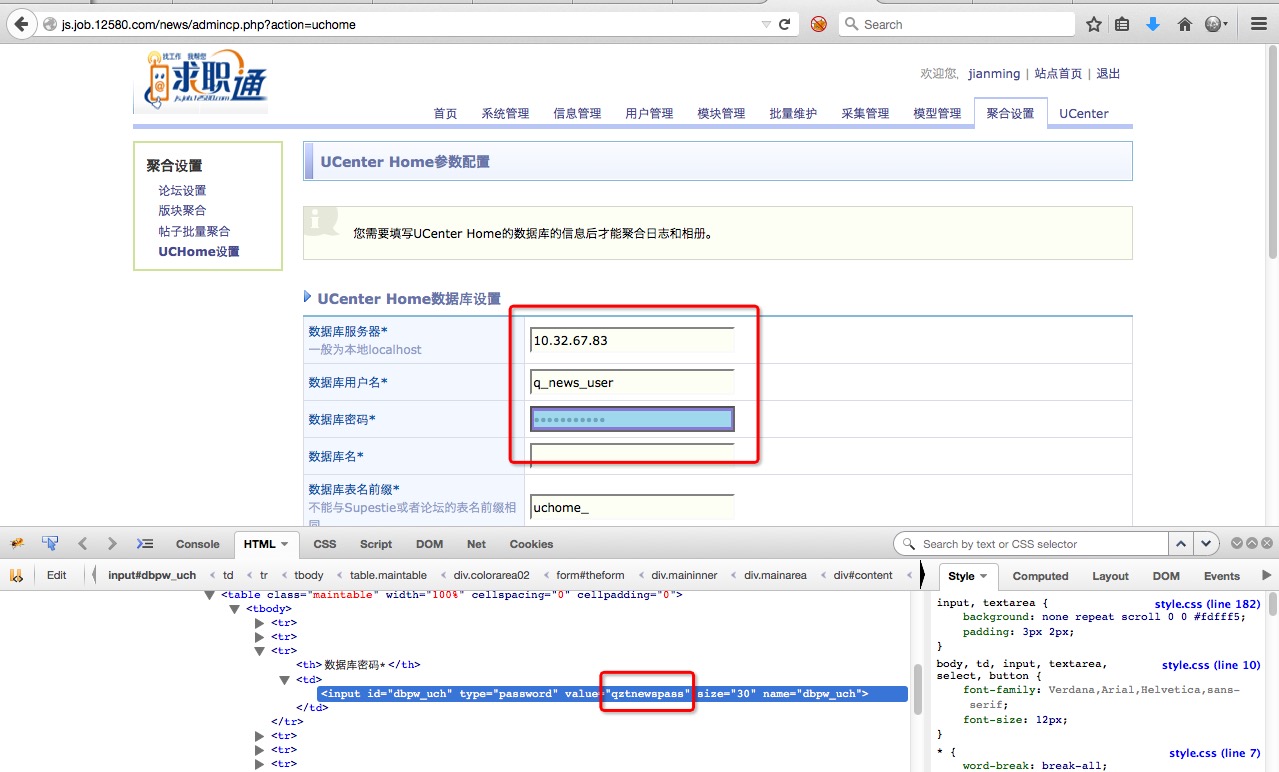 js.job.12580.com/news/admincp.php?action=uchome
Search
找工作 我帮您
求职通
js.job.12580.com
欢迎您, jianming | 站点首页 | 退出
首页 系统管理 信息管理 用户管理 模块管理 批量维护 采集管理 模型管理 聚合设置 UCenter
聚合设置
论坛设置
版块聚合
帖子批量聚合
UCHome设置
UCenter Home参数配置
您需要填写UCenter Home的数据库的信息后才能聚合日志和相册。
UCenter Home数据库设置
数据库服务器*
一般为本地localhost
10.32.67.83
数据库用户名*
q_news_user
数据库密码*
•••••••••••
数据库名*
数据库表名前缀*
不能与Supestie或者论坛的表名前缀相
同
uchome_
Console HTML CSS Script DOM Net Cookies
Search by text or CSS selector
Edit input#dbpw_uch < td < tr < tbody < table.maintable < div.colorarea02 < form#theform < div.maininner < div.mainarea < div#content <
Style Computed Layout DOM Events
<table class="maintable" width="100%" cellspacing="0" cellpadding="0">
<tbody>
<tr>
<tr>
<tr>
<th>数据库密码*</th>
<td>
<input id="dbpw_uch" type="password" value="qztnewspass" size="30" name="dbpw_uch">
</td>
</tr>
<tr>
<tr>
<tr>
input, textarea { style.css (line 182)
background: none repeat scroll 0 0 #fdfff5;
padding: 3px 2px;
}
body, td, input, textarea, style.css (line 10)
select, button {
font-family: Verdana,Arial,Helvetica,sans-
serif;
font-size: 12px;
}
* { style.css (line 7)
word-break: break-all;